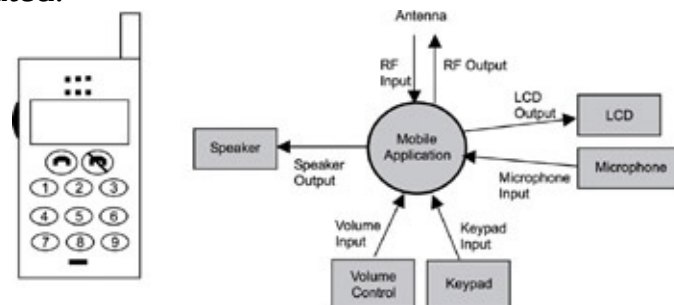 Antenna
RF Input
RF Output
LCD Output
LCD
Speaker
Mobile Application
Speaker Output
Microphone
Microphone Input
Volume Input
Keypad Input
Volume Control
Keypad
1 2 3
4 5 6
7 8 9